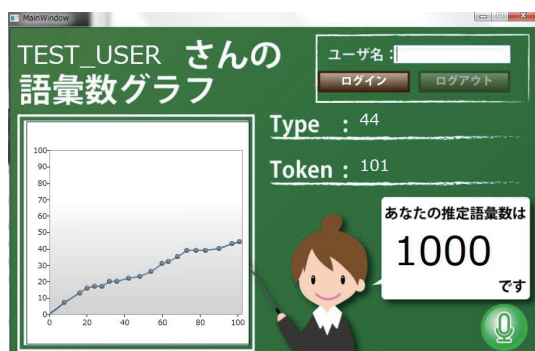 MainWindow
TEST_USER さんの
語彙数グラフ
ユーザ名：
ログイン
ログアウト
Type : 44
Token : 101
100
90
80
70
60
50
40
30
20
10
0
0 20 40 60 80 100
あなたの推定語彙数は
1000
です